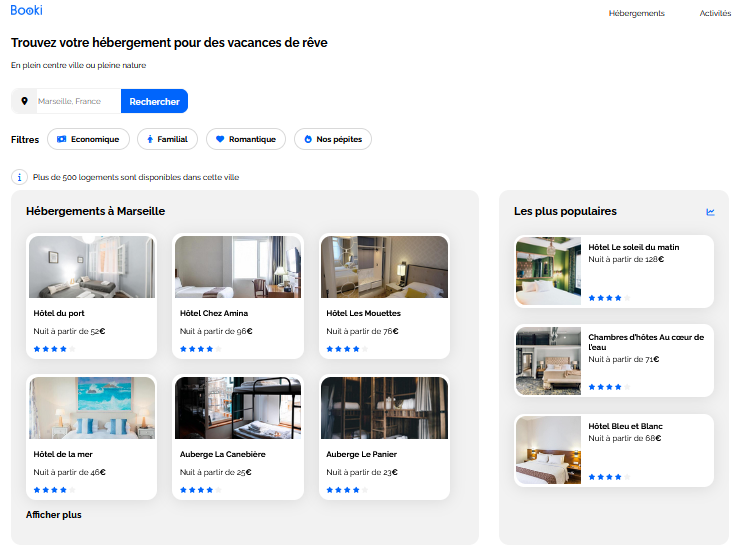 Booki
Hébergements
Activités
Trouvez votre hébergement pour des vacances de rêve
En plein centre ville ou pleine nature
Marseille, France
Rechercher
Filtres
Economique
Familial
Romantique
Nos pépites
Plus de 500 logements sont disponibles dans cette ville
Hébergements à Marseille
Hôtel du port
Nuit à partir de 52€
Hôtel Chez Amina
Nuit à partir de 96€
Hôtel Les Mouettes
Nuit à partir de 76€
Hôtel de la mer
Nuit à partir de 46€
Auberge La Canebière
Nuit à partir de 25€
Auberge Le Panier
Nuit à partir de 23€
Afficher plus
Les plus populaires
Hôtel Le soleil du matin
Nuit à partir de 128€
Chambres d'hôtes Au cœur de
l'eau
Nuit à partir de 71€
Hôtel Bleu et Blanc
Nuit à partir de 68€